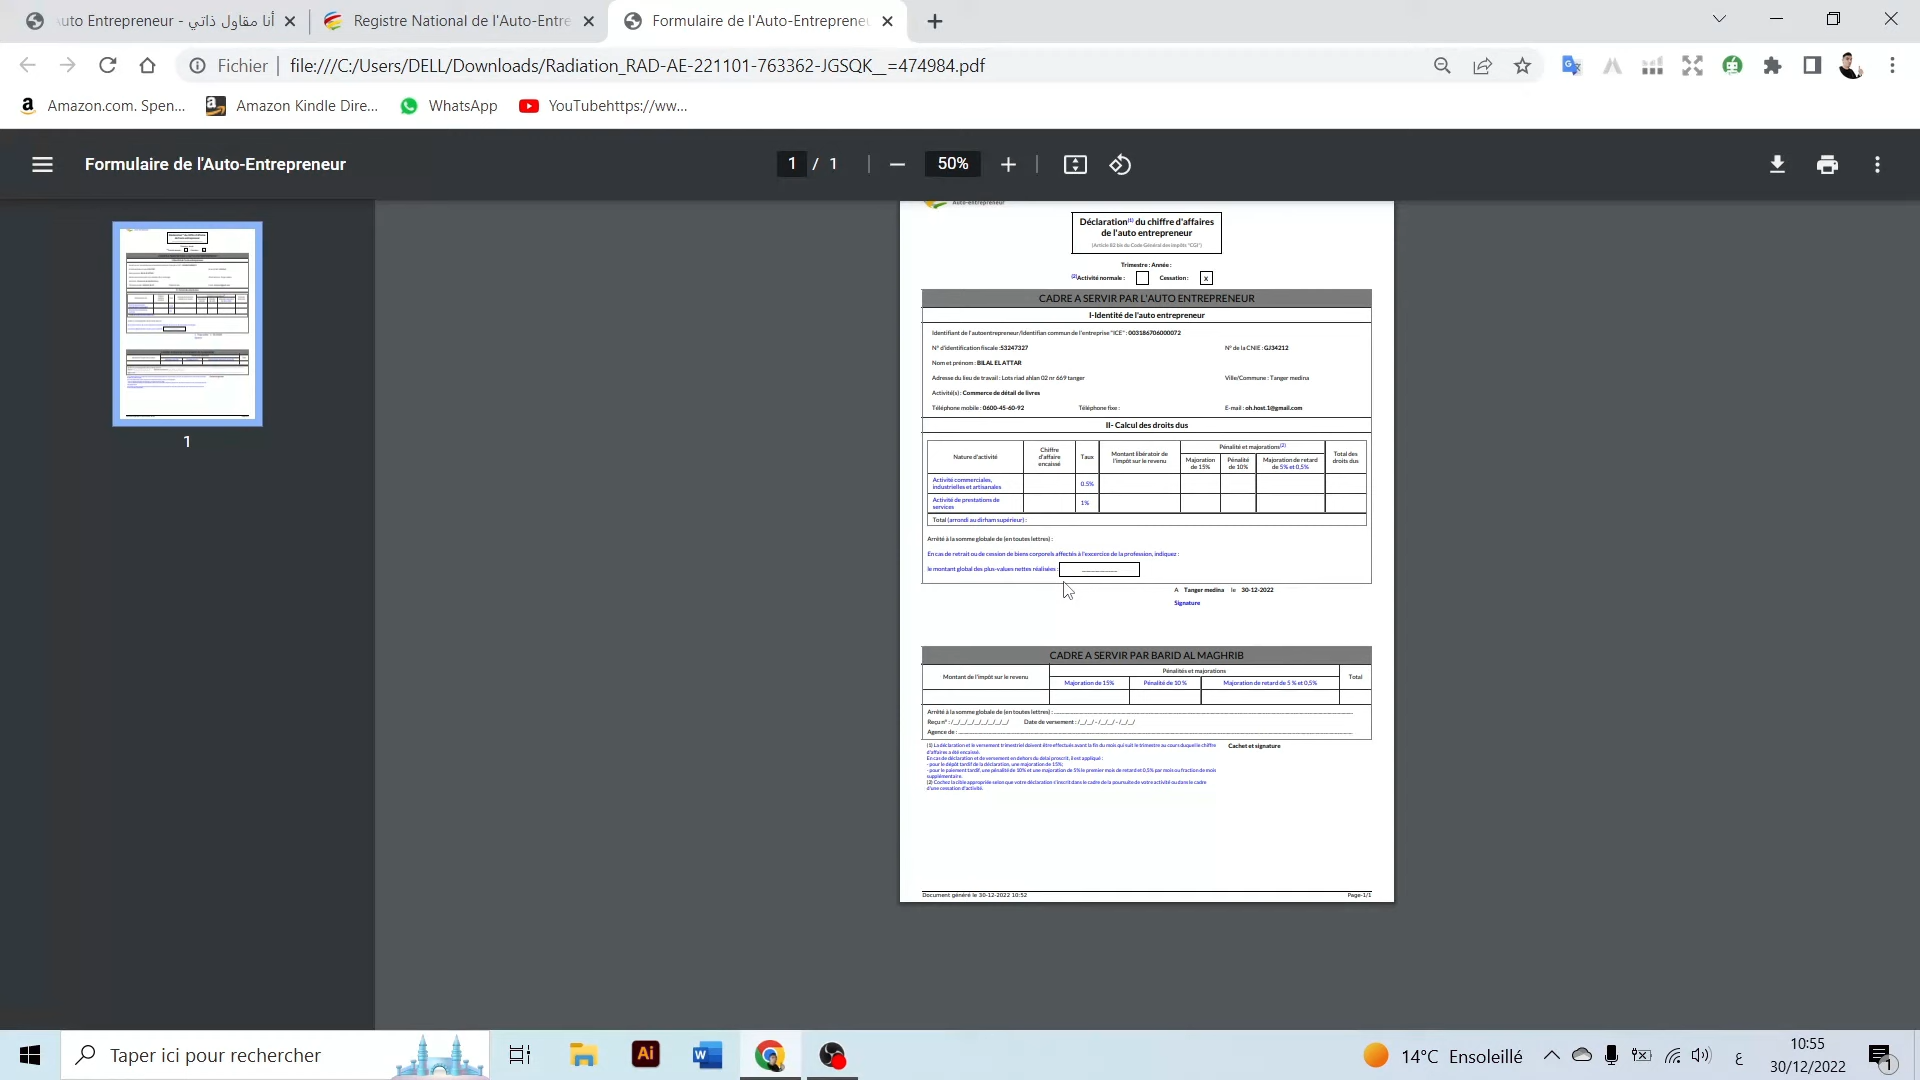 uto Entrepreneur - أنا مقاول ذاتي
Registre National de l'Auto-Entre
Formulaire de l'Auto-Entrepreneu
Fichier | file:///C:/Users/DELL/Downloads/Radiation_RAD-AE-221101-763362-JGSQK__=474984.pdf
Amazon.com. Spen...
Amazon Kindle Dire...
WhatsApp
YouTubehttps://ww...
Formulaire de l'Auto-Entrepreneur
1 / 1
50%
1
Auto-entrepreneur
Déclaration(1) du chiffre d'affaires
de l'auto entrepreneur
(Article 82 bis du Code Général des Impôts "CGI")
Trimestre : Année :
(2)Activité normale : Cessation : x
CADRE A SERVIR PAR L'AUTO ENTREPRENEUR
I-Identité de l'auto entrepreneur
Identifiant de l'autoentrepreneur/Identifian commun de l'entreprise "ICE" : 003186706000072
N° d'identification fiscale :53247327 N° de la CNIE : GJ34212
Nom et prénom : BILAL EL ATTAR
Adresse du lieu de travail : Lots riad ahlan 02 nr 669 tanger Ville/Commune : Tanger medina
Activité(s) : Commerce de détail de livres
Téléphone mobile : 0600-45-60-92 Téléphone fixe : E-mail : oh.host.1@gmail.com
II- Calcul des droits dus
Nature d'activité
Chiffre d'affaire encaissé
Taux
Montant libératoir de l'impôt sur le revenu
Pénalité et majorations(2)
Majoration de 15%
Pénalité de 10%
Majoration de retard de 5% et 0,5%
Total des droits dus
Activité commerciales, industrielles et artisanales 0.5%
Activité de prestations de services 1%
Total (arrondi au dirham supérieur) :
Arrêté à la somme globale de (en toutes lettres) :
En cas de retrait ou de cession de biens corporels affectés à l'excercice de la profession, indiquez :
le montant global des plus-values nettes réalisées : __________
A Tanger medina le 30-12-2022
Signature
CADRE A SERVIR PAR BARID AL MAGHRIB
Montant de l'impôt sur le revenu
Pénalités et majorations
Majoration de 15%
Pénalité de 10 %
Majoration de retard de 5 % et 0,5%
Total
Arrêté à la somme globale de (en toutes lettres) :
Reçu n° : /__/__/__/__/__/__/__/__/ Date de versement : /__/__/ - /__/__/ - /__/__/
Agence de :
(1) La déclaration et le versement trimestriel doivent être effectués avant la fin du mois qui suit le trimestre au cours duquel le chiffre
d'affaires a été encaissé. Cachet et signature
En cas de déclaration et de versement en dehors du delai proscrit, il est appliqué :
- pour le dépôt tardif de la déclaration, une majoration de 15%;
- pour le paiement tardif, une pénalité de 10% et une majoration de 5% le premier mois de retard et 0,5% par mois ou fraction de mois
supplémentaire.
(2) Cochez la citle appropriée selon que votre déclaration s'inscrit dans le cadre de la poursuite de votre activité ou dans le cadre
d'une cessation d'activité.
Document généré le 30-12-2022 10:52 Page-1/1
Taper ici pour rechercher
Ai
W
14°C Ensoleillé
ع
10:55
30/12/2022
1